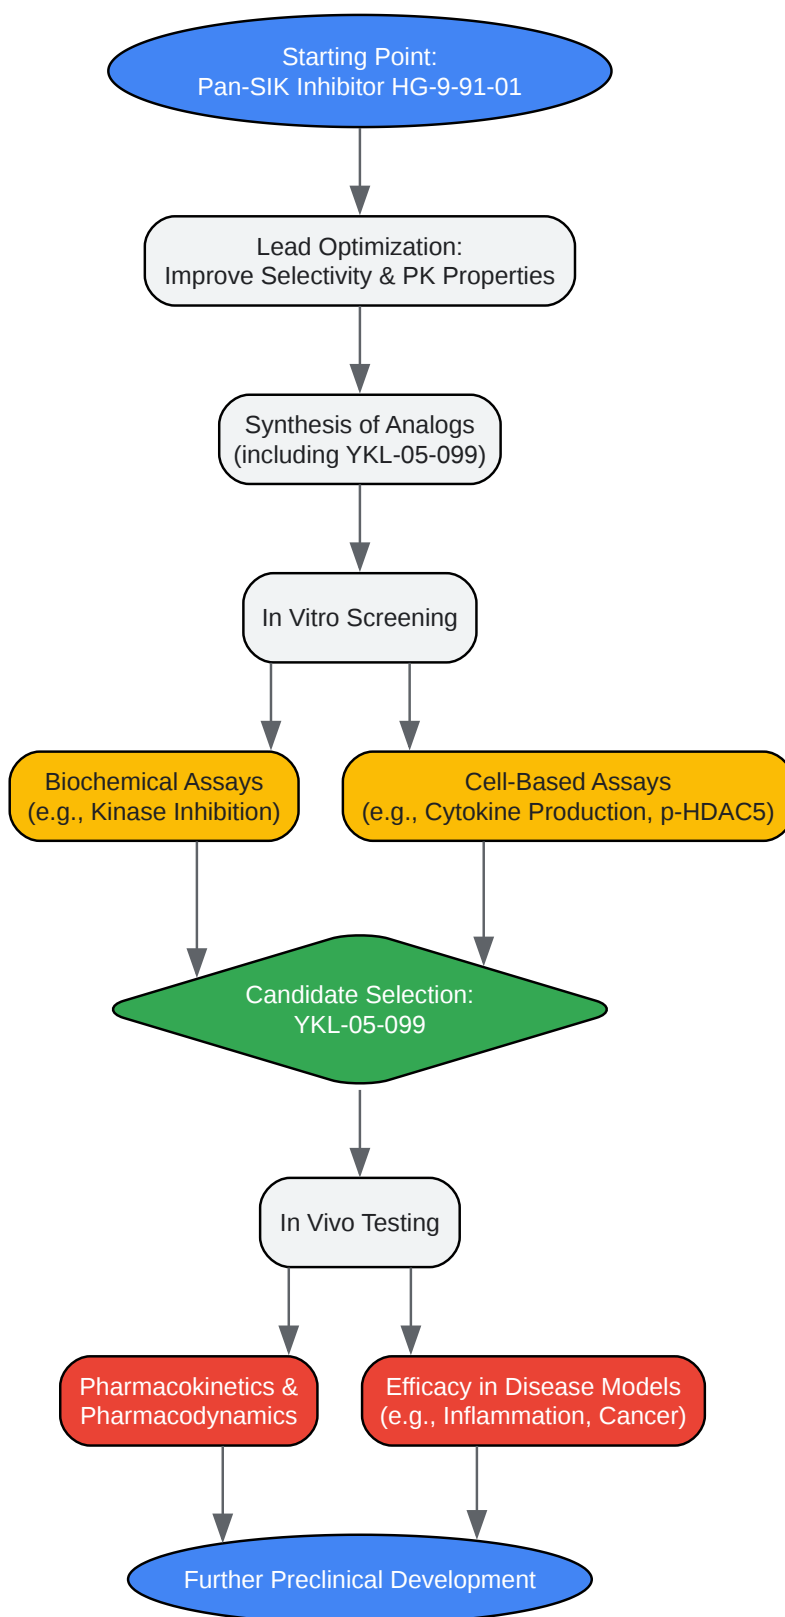 Starting Point:
Pan-SIK Inhibitor HG-9-91-01
Lead Optimization:
Improve Selectivity & PK Properties
Synthesis of Analogs
(including YKL-05-099)
In Vitro Screening
Biochemical Assays
(e.g., Kinase Inhibition)
Cell-Based Assays
(e.g., Cytokine Production, p-HDAC5)
Candidate Selection:
YKL-05-099
In Vivo Testing
Pharmacokinetics &
Pharmacodynamics
Efficacy in Disease Models
(e.g., Inflammation, Cancer)
Further Preclinical Development